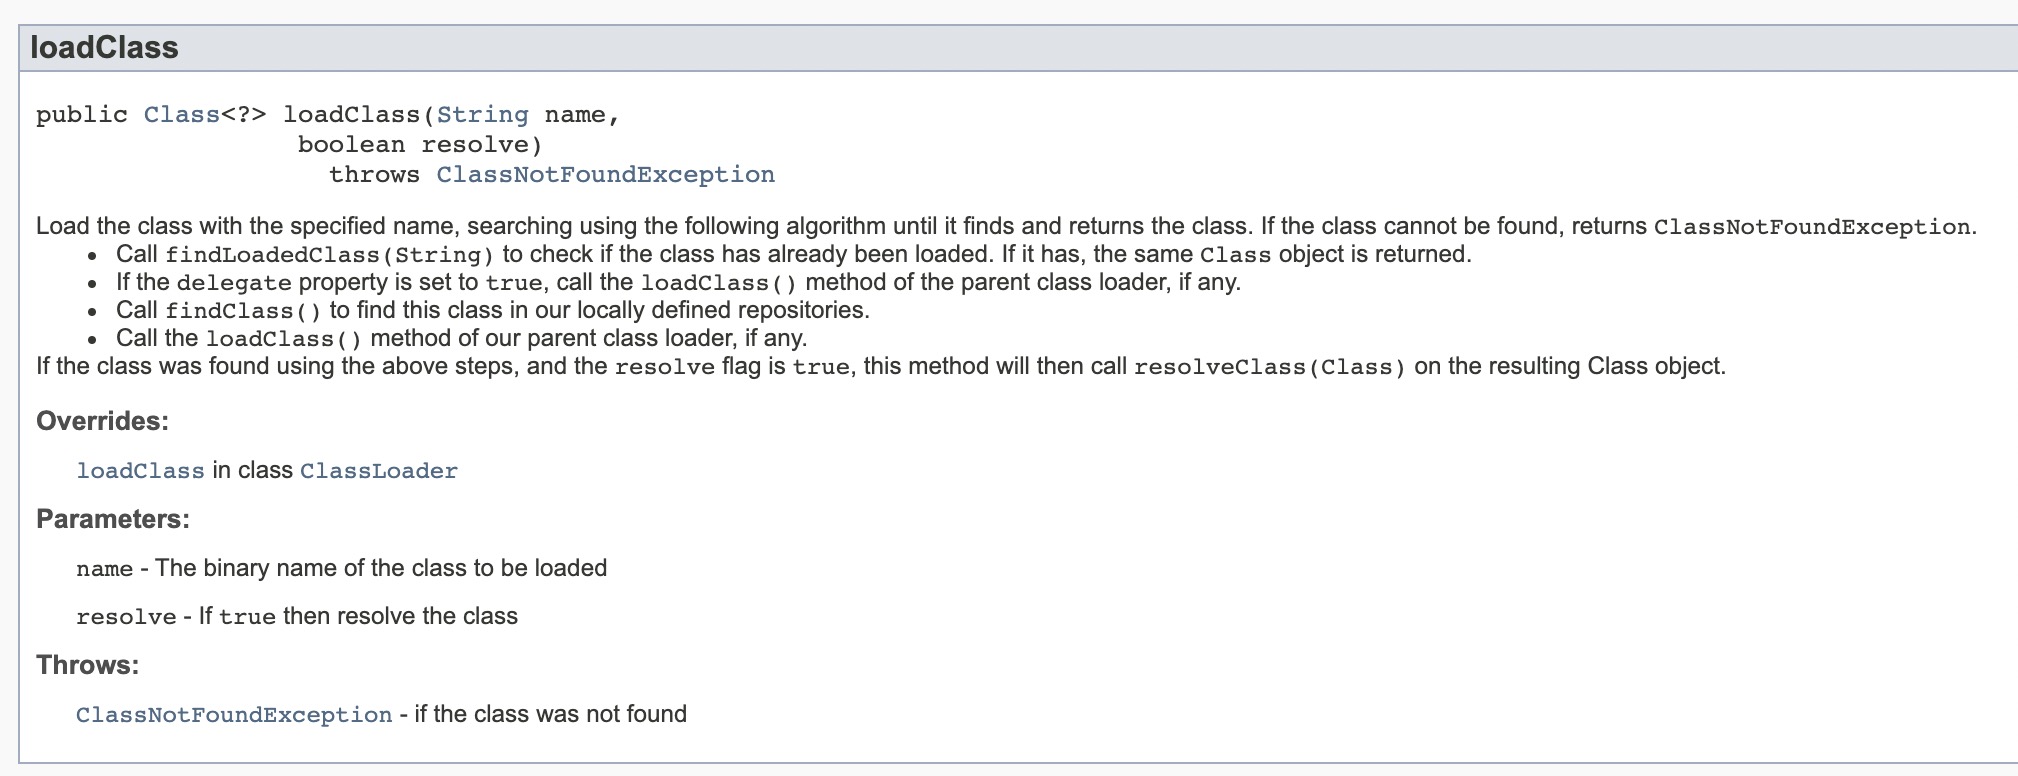 loadClass
public Class<?> loadClass(String name,
boolean resolve)
throws ClassNotFoundException
Load the class with the specified name, searching using the following algorithm until it finds and returns the class. If the class cannot be found, returns ClassNotFoundException.
• Call findLoadedClass(String) to check if the class has already been loaded. If it has, the same Class object is returned.
• If the delegate property is set to true, call the loadClass() method of the parent class loader, if any.
• Call findClass() to find this class in our locally defined repositories.
• Call the loadClass() method of our parent class loader, if any.
If the class was found using the above steps, and the resolve flag is true, this method will then call resolveClass(Class) on the resulting Class object.
Overrides:
loadClass in class ClassLoader
Parameters:
name - The binary name of the class to be loaded
resolve - If true then resolve the class
Throws:
ClassNotFoundException - if the class was not found